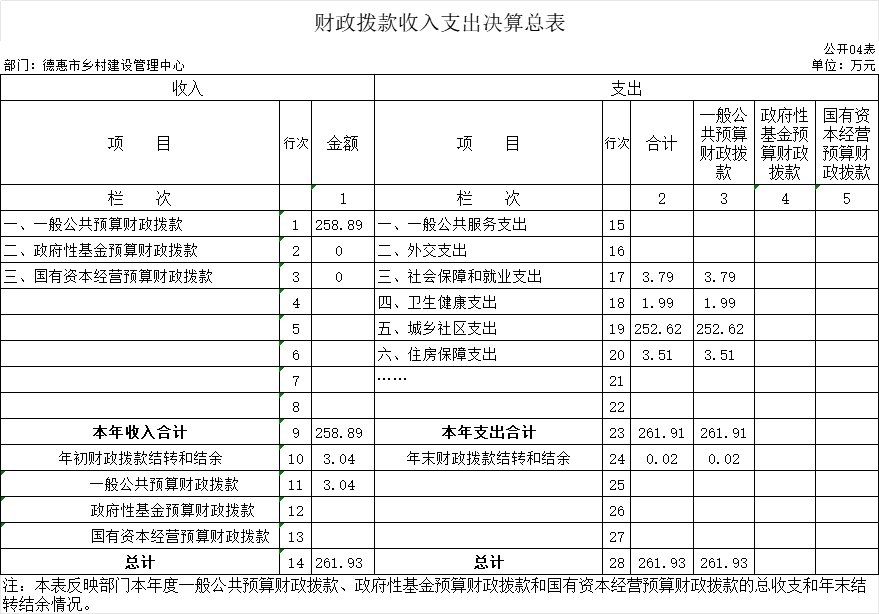 财政拨款收入支出决算总表
公开04表
部门：德惠市乡村建设管理中心 单位：万元
收入 支出
项 目 行次 金额 项 目 行次 合计 一般公共预算财政拨款 政府性基金预算财政拨款 国有资本经营预算财政拨款
栏 次 1 栏 次 2 3 4 5
一、一般公共预算财政拨款 1 258.89 一、一般公共服务支出 15
二、政府性基金预算财政拨款 2 0 二、外交支出 16
三、国有资本经营预算财政拨款 3 0 三、社会保障和就业支出 17 3.79 3.79
4 四、卫生健康支出 18 1.99 1.99
5 五、城乡社区支出 19 252.62 252.62
6 六、住房保障支出 20 3.51 3.51
7 …… 21
8 22
本年收入合计 9 258.89 本年支出合计 23 261.91 261.91
年初财政拨款结转和结余 10 3.04 年末财政拨款结转和结余 24 0.02 0.02
一般公共预算财政拨款 11 3.04 25
政府性基金预算财政拨款 12 26
国有资本经营预算财政拨款 13 27
总计 14 261.93 总计 28 261.93 261.93
注：本表反映部门本年度一般公共预算财政拨款、政府性基金预算财政拨款和国有资本经营预算财政拨款的总收支和年末结
转结余情况。